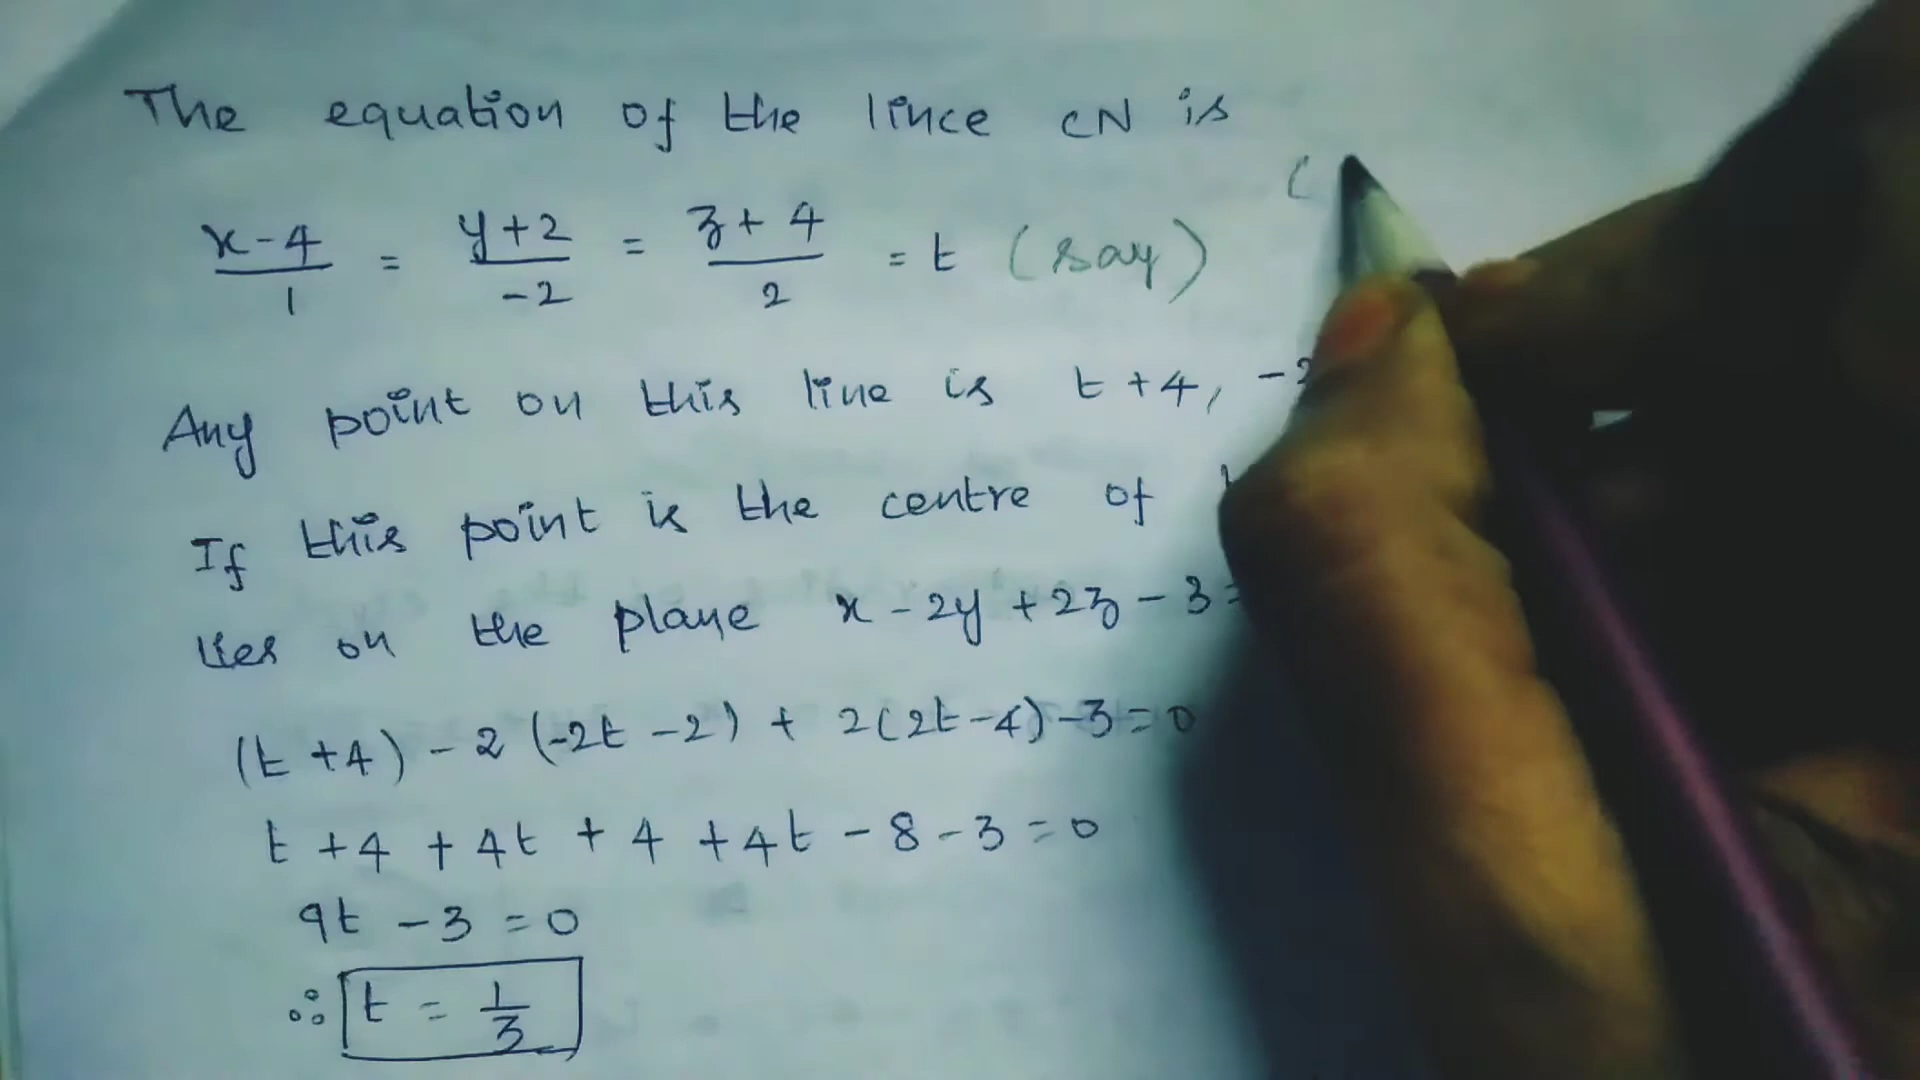 The equation of the lince CN is
(
x-4/1 = y+2/-2 = z+4/2 = t (say)
Any point on this line is t+4, -2
If this point is the centre of
lies on the plane x-2y+2z-3=
(t+4)-2(-2t-2)+2(2t-4)-3=0
t+4+4t+4+4t-8-3=0
9t-3=0
∴ t = 1/3